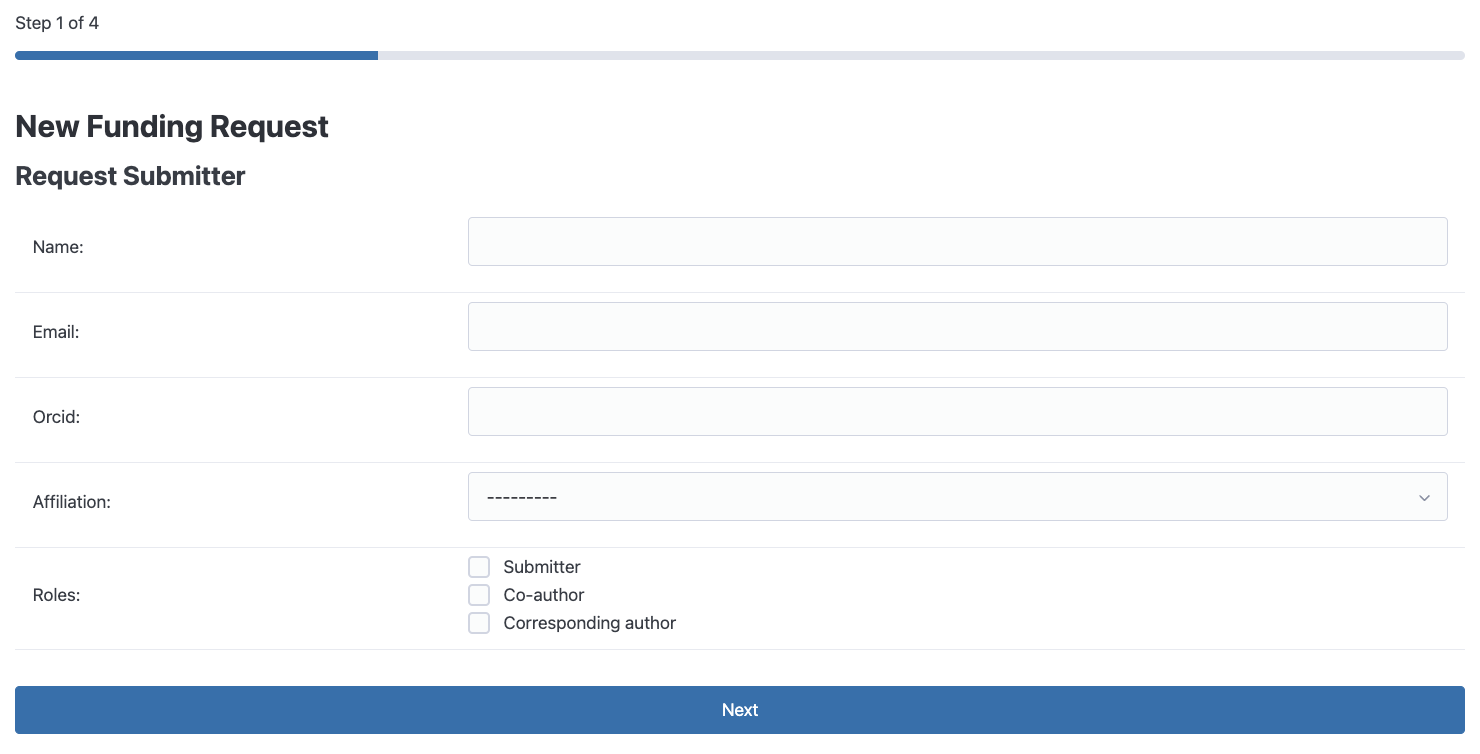 Step 1 of 4
New Funding Request
Request Submitter
Name:
Email:
Orcid:
Affiliation:
---------
Roles:
Submitter
Co-author
Corresponding author
Next